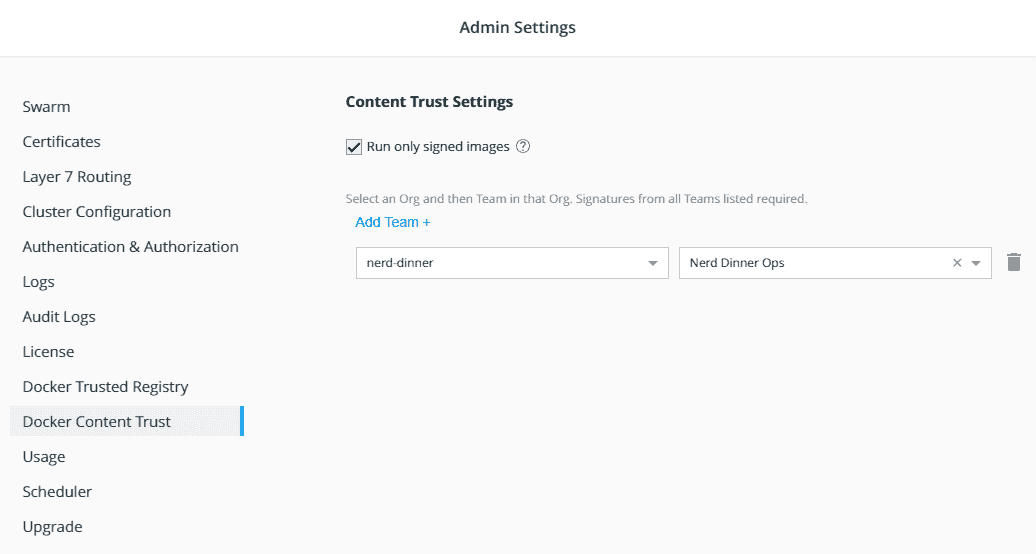 Admin Settings
Swarm
Certificates
Layer 7 Routing
Cluster Configuration
Authentication & Authorization
Logs
Audit Logs
License
Docker Trusted Registry
Docker Content Trust
Usage
Scheduler
Upgrade
Content Trust Settings
Run only signed images ?
Select an Org and then Team in that Org. Signatures from all Teams listed required.
Add Team +
nerd-dinner
Nerd Dinner Ops